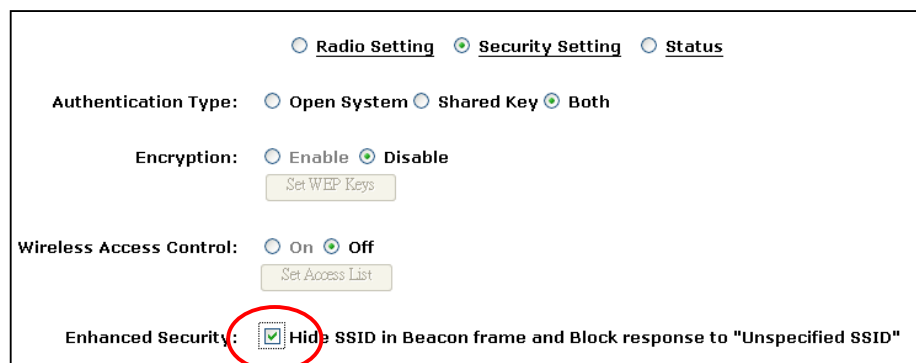 Radio Setting Security Setting Status
Authentication Type: Open System Shared Key Both
Encryption: Enable Disable
Set WEP Keys
Wireless Access Control: On Off
Set Access List
Enhanced Security: Hide SSID in Beacon frame and Block response to "Unspecified SSID"